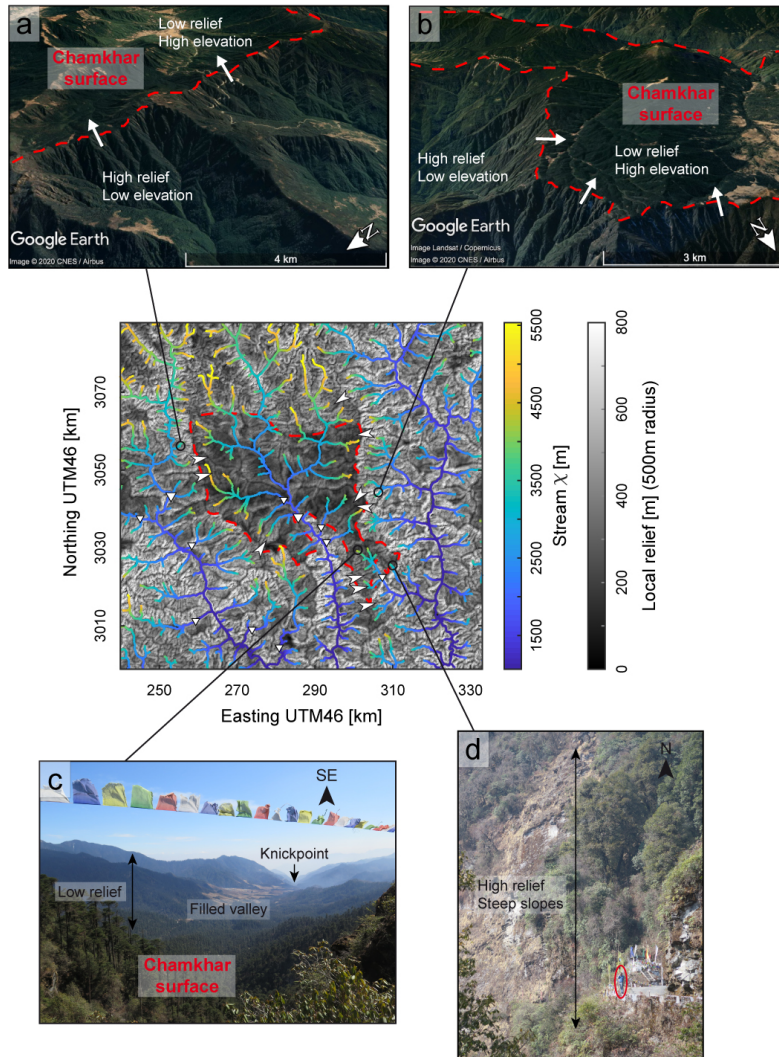 a
Low relief
High elevation
Chamkhar
surface
High relief
Low elevation
Google Earth
Image © 2020 CNES / Airbus
4 km
N
b
Chamkhar
surface
High relief
Low elevation
Low relief
High elevation
Google Earth
Image Landsat / Copernicus
Image © 2020 CNES / Airbus
3 km
N
3070
3050
3030
3010
Northing UTM46 [km]
250
270
290
310
330
Easting UTM46 [km]
5500
4500
3500
2500
1500
Stream χ [m]
800
600
400
200
0
Local relief [m] (500m radius)
c
SE
Knickpoint
Low relief
Filled valley
Chamkhar
surface
d
N
High relief
Steep slopes